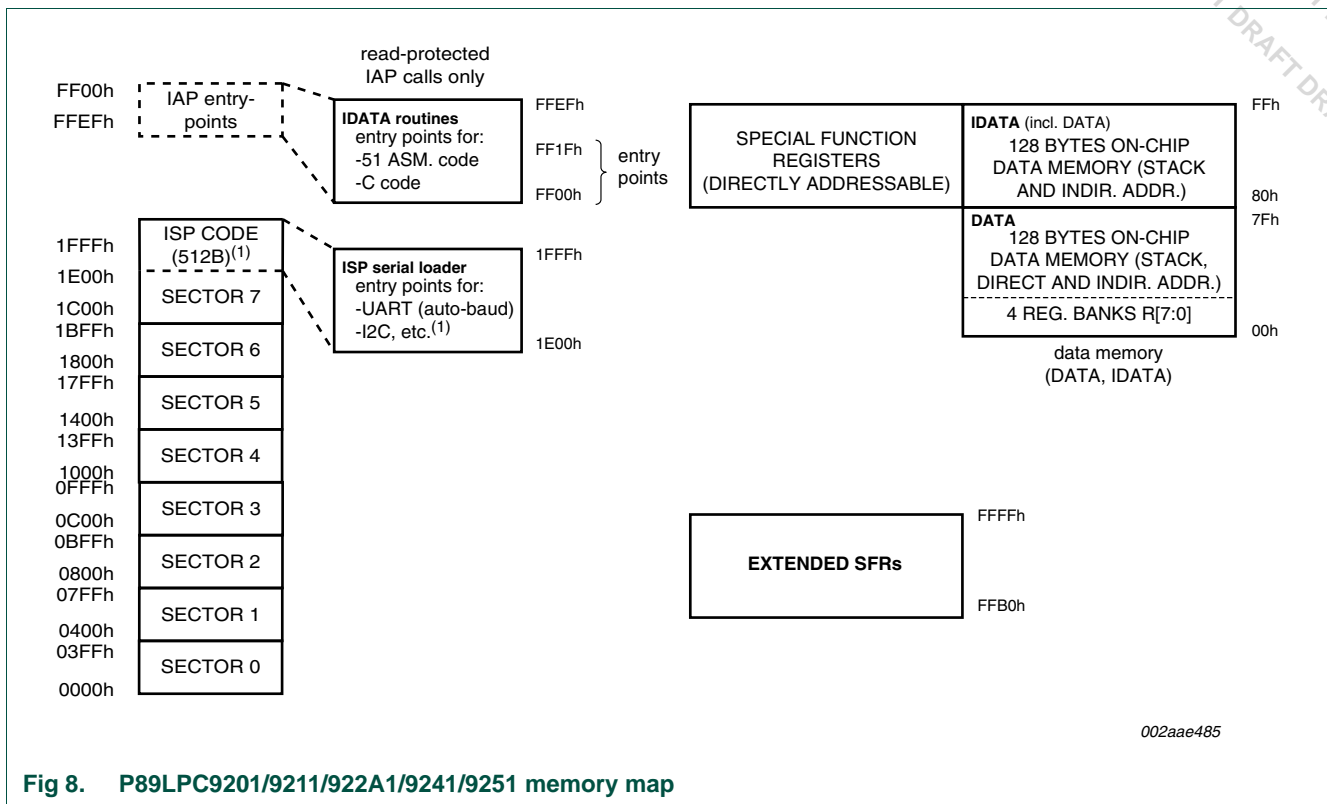 DRAFT DRA
read-protected
IAP calls only
FF00h
FFEFh
IAP entry-
points
IDATA routines
entry points for:
-51 ASM. code
-C code
FFEFh
FF1Fh
FF00h
entry
points
1FFFh
1E00h
1C00h
1BFFh
1800h
17FFh
1400h
13FFh
1000h
0FFFh
0C00h
0BFFh
0800h
07FFh
0400h
03FFh
0000h
ISP CODE
(512B)(1)
SECTOR 7
SECTOR 6
SECTOR 5
SECTOR 4
SECTOR 3
SECTOR 2
SECTOR 1
SECTOR 0
ISP serial loader
entry points for:
-UART (auto-baud)
-I2C, etc.(1)
1FFFh
1E00h
SPECIAL FUNCTION
REGISTERS
(DIRECTLY ADDRESSABLE)
IDATA (incl. DATA)
128 BYTES ON-CHIP
DATA MEMORY (STACK
AND INDIR. ADDR.)
DATA
128 BYTES ON-CHIP
DATA MEMORY (STACK,
DIRECT AND INDIR. ADDR.)
4 REG. BANKS R[7:0]
FFh
80h
7Fh
00h
data memory
(DATA, IDATA)
EXTENDED SFRs
FFFFh
FFB0h
002aae485
Fig 8. P89LPC9201/9211/922A1/9241/9251 memory map